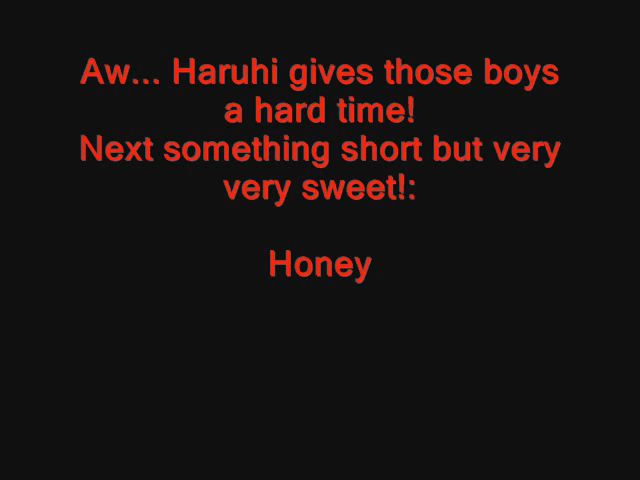 Aw... Haruhi gives those boys
a hard time!
Next something short but very
very sweet!:
Honey